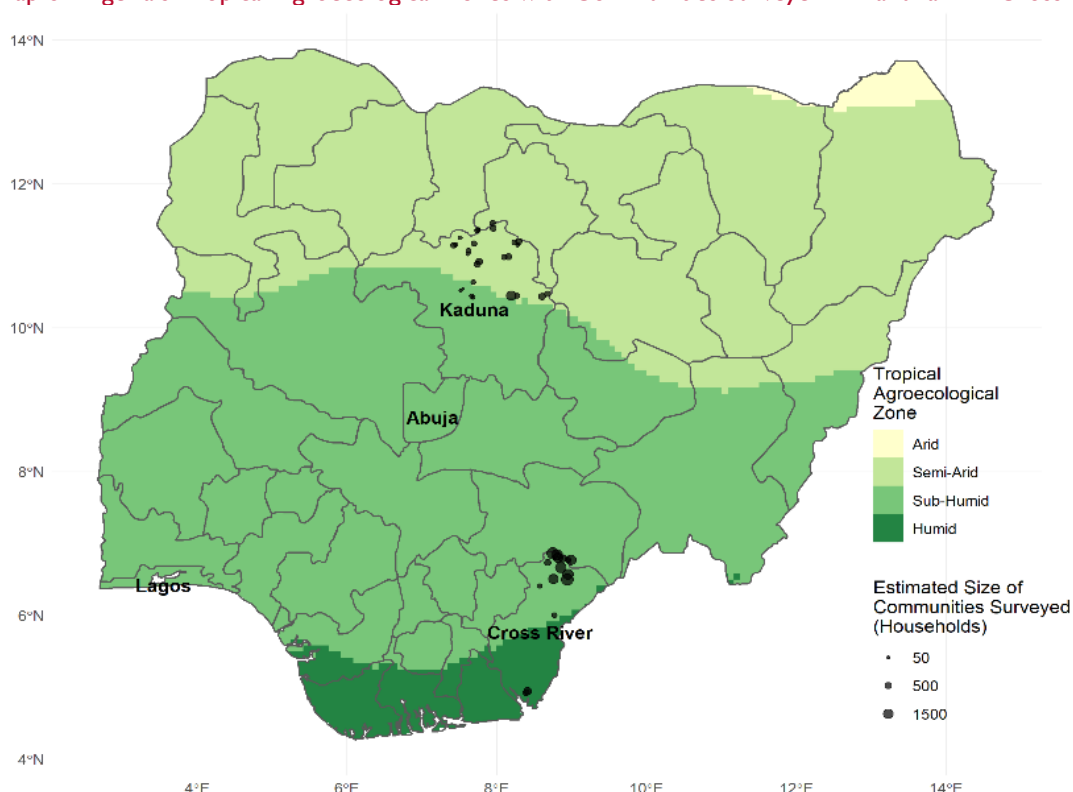 14°N
12°N
10°N
8°N
6°N
4°N
Kaduna
Abuja
Lagos
Cross River
Tropical
Agroecological
Zone
Arid
Semi-Arid
Sub-Humid
Humid
Estimated Size of
Communities Surveyed
(Households)
50
500
1500
4°E
6°E
8°E
10°E
12°E
14°E